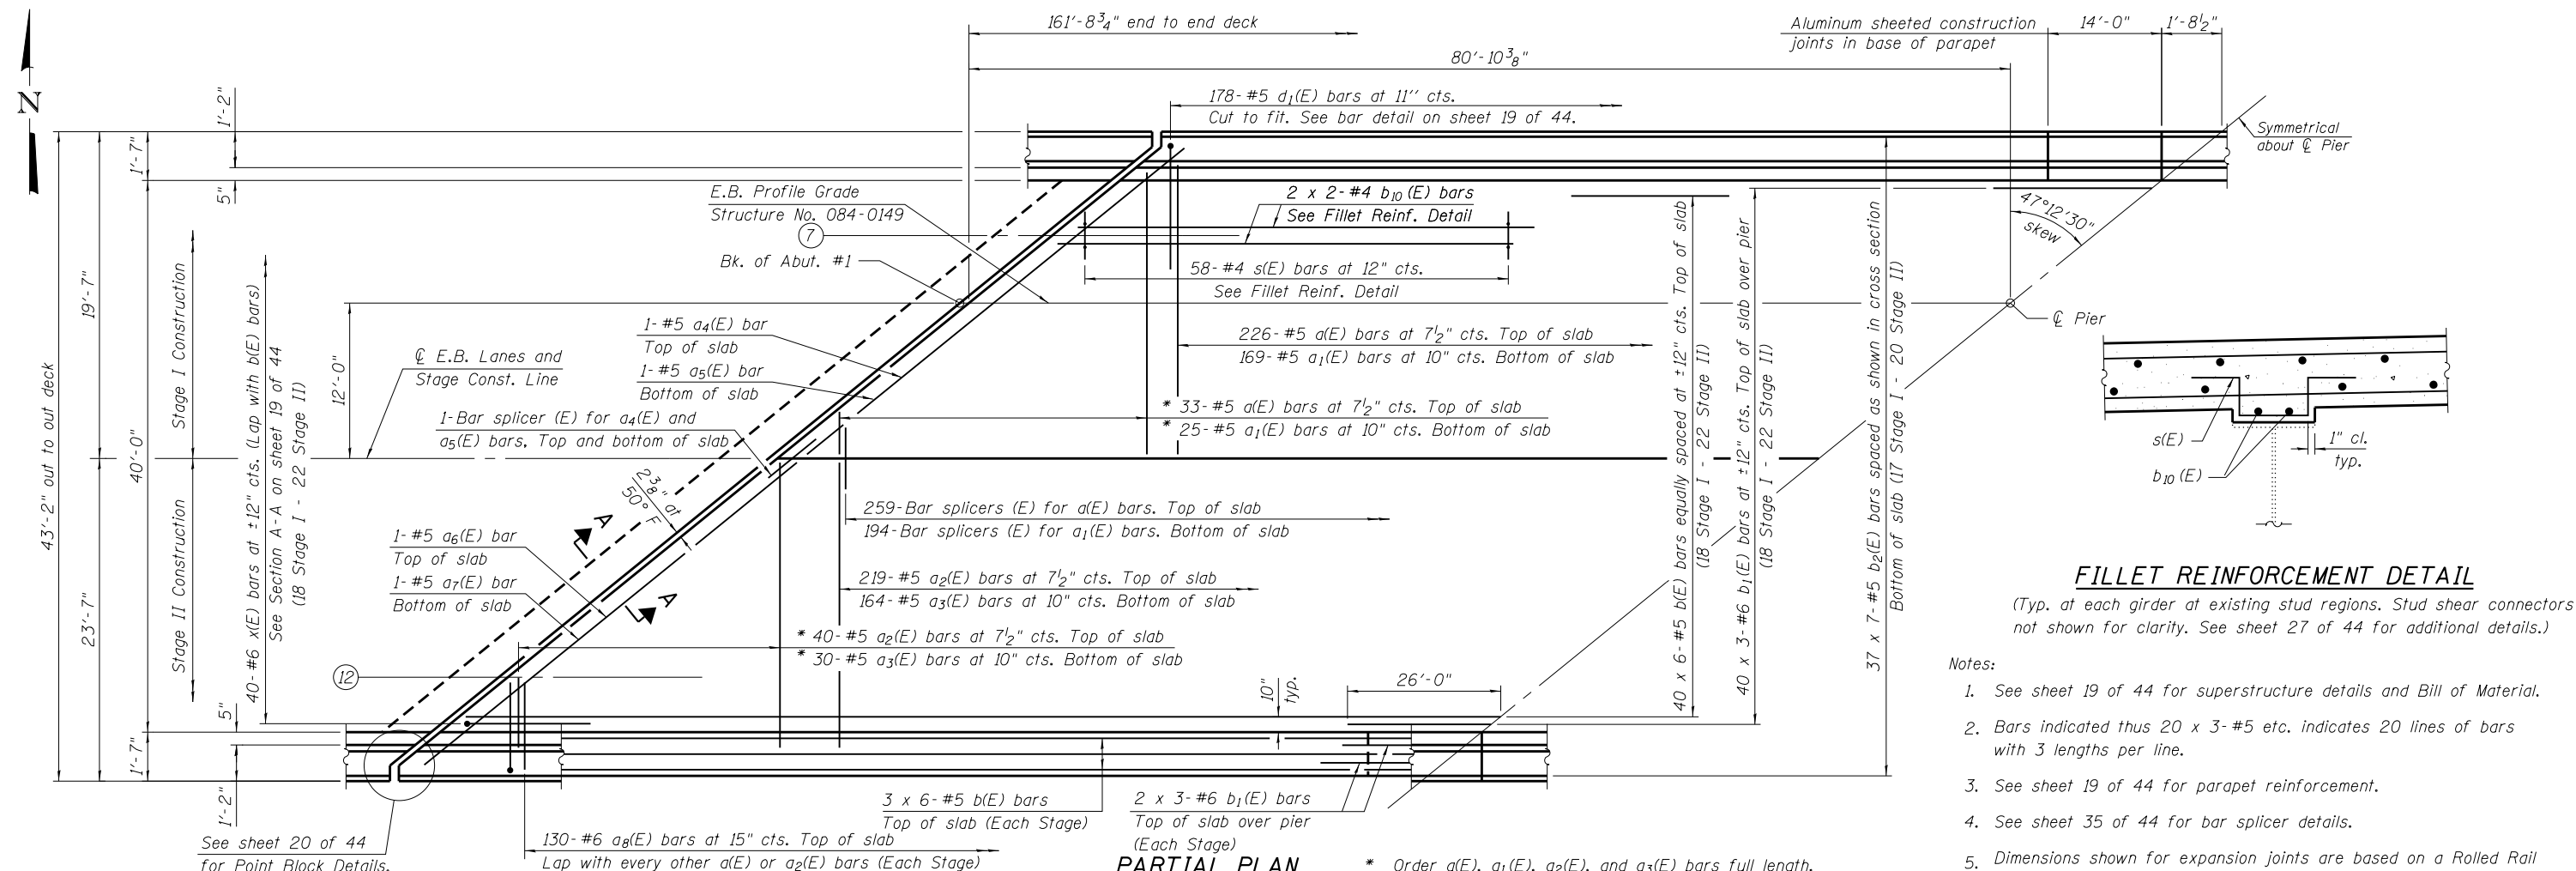 N
161'-8 3/4" end to end deck
80'-10 3/8"
Aluminum sheeted construction
joints in base of parapet
14'-0"
1'-8 1/2"
178-#5 d1(E) bars at 11'' cts.
Cut to fit. See bar detail on sheet 19 of 44.
Symmetrical
about ℄ Pier
47°12'30"
skew
℄ Pier
1'-2"
1'-7"
5"
43'-2" out to out deck
19'-7"
23'-7"
40'-0"
Stage I Construction
Stage II Construction
40-#6 x(E) bars at ±12" cts. (Lap with b(E) bars)
See Section A-A on sheet 19 of 44
(18 Stage I - 22 Stage II)
E.B. Profile Grade
Structure No. 084-0149
7
Bk. of Abut. #1
2 x 2-#4 b10(E) bars
See Fillet Reinf. Detail
58-#4 s(E) bars at 12" cts.
See Fillet Reinf. Detail
12'-0"
℄ E.B. Lanes and
Stage Const. Line
1-#5 a4(E) bar
Top of slab
1-#5 a5(E) bar
Bottom of slab
1-Bar splicer (E) for a4(E) and
a5(E) bars. Top and bottom of slab
226-#5 a(E) bars at 7 1/2" cts. Top of slab
169-#5 a1(E) bars at 10" cts. Bottom of slab
* 33-#5 a(E) bars at 7 1/2" cts. Top of slab
* 25-#5 a1(E) bars at 10" cts. Bottom of slab
2 3/8" at
50° F
A
A
259-Bar splicers (E) for a(E) bars. Top of slab
194-Bar splicers (E) for a1(E) bars. Bottom of slab
1-#5 a6(E) bar
Top of slab
1-#5 a7(E) bar
Bottom of slab
219-#5 a2(E) bars at 7 1/2" cts. Top of slab
164-#5 a3(E) bars at 10" cts. Bottom of slab
* 40-#5 a2(E) bars at 7 1/2" cts. Top of slab
* 30-#5 a3(E) bars at 10" cts. Bottom of slab
12
10"
typ.
26'-0"
40 x 6-#5 b(E) bars equally spaced at ±12" cts. Top of slab
(18 Stage I - 22 Stage II)
40 x 3-#6 b1(E) bars at ±12" cts. Top of slab over pier
(18 Stage I - 22 Stage II)
37 x 7-#5 b2(E) bars spaced as shown in cross section
Bottom of slab (17 Stage I - 20 Stage II)
5"
1'-7"
1'-2"
See sheet 20 of 44
for Point Block Details.
130-#6 a8(E) bars at 15" cts. Top of slab
Lap with every other a(E) or a2(E) bars (Each Stage)
3 x 6-#5 b(E) bars
Top of slab (Each Stage)
2 x 3-#6 b1(E) bars
Top of slab over pier
(Each Stage)
PARTIAL PLAN
* Order a(E), a1(E), a2(E), and a3(E) bars full length.
s(E)
b10(E)
1" cl.
typ.
FILLET REINFORCEMENT DETAIL
(Typ. at each girder at existing stud regions. Stud shear connectors
not shown for clarity. See sheet 27 of 44 for additional details.)
Notes:
1. See sheet 19 of 44 for superstructure details and Bill of Material.
2. Bars indicated thus 20 x 3-#5 etc. indicates 20 lines of bars
with 3 lengths per line.
3. See sheet 19 of 44 for parapet reinforcement.
4. See sheet 35 of 44 for bar splicer details.
5. Dimensions shown for expansion joints are based on a Rolled Rail